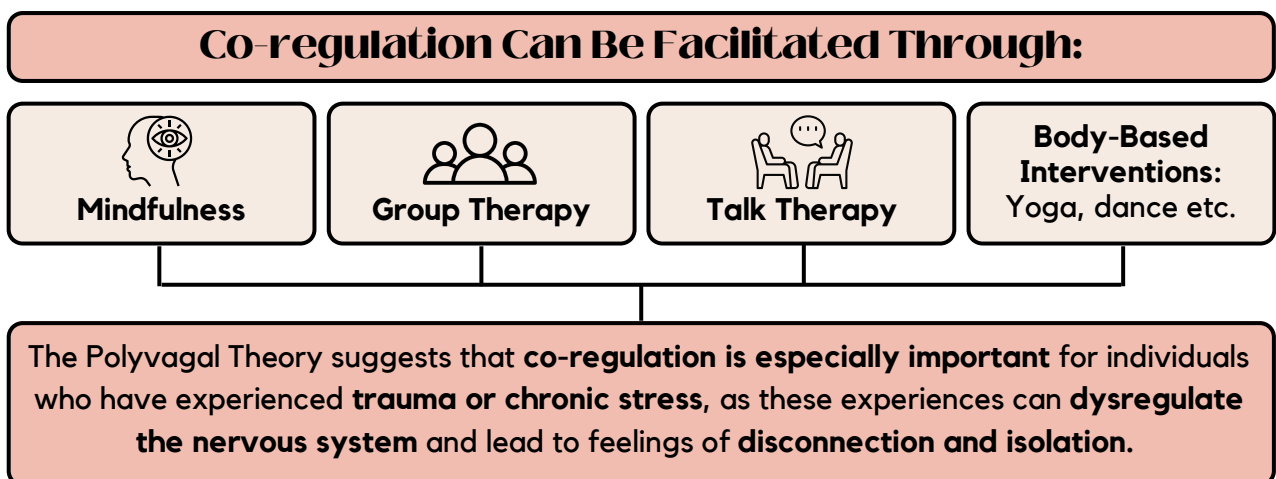 Co-regulation Can Be Facilitated Through:
Mindfulness
Group Therapy
Talk Therapy
Body-Based
Interventions:
Yoga, dance etc.
The Polyvagal Theory suggests that co-regulation is especially important for individuals
who have experienced trauma or chronic stress, as these experiences can dysregulate
the nervous system and lead to feelings of disconnection and isolation.